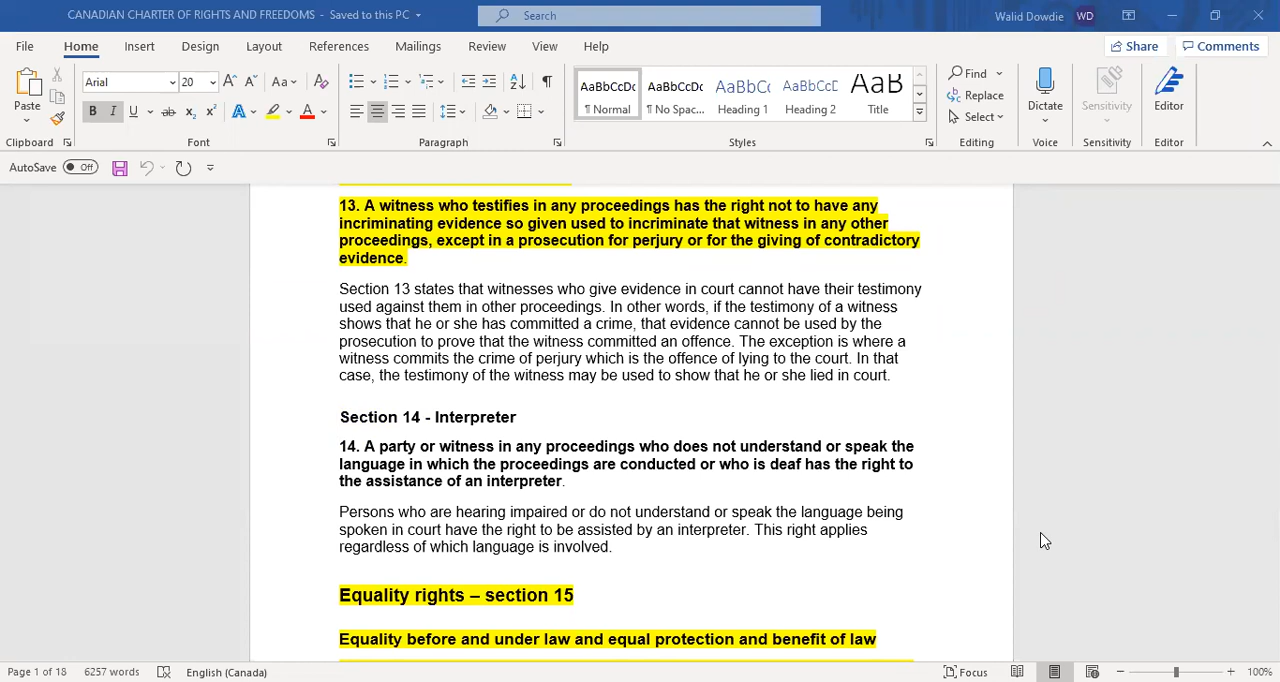 CANADIAN CHARTER OF RIGHTS AND FREEDOMS - Saved to this PC
Search
Walid Dowdie WD
File Home Insert Design Layout References Mailings Review View Help Share Comments
Paste
Arial 20 A A Aa A
B I U ab x₂ x² A A
AaBbCcDc AaBbCcDc AaBbCc AaBbCcD AaB
¶ Normal ¶ No Spac... Heading 1 Heading 2 Title
Find
Replace
Select
Dictate
Sensitivity
Editor
Clipboard Font Paragraph Styles Editing Voice Sensitivity Editor
AutoSave Off
13. A witness who testifies in any proceedings has the right not to have any
incriminating evidence so given used to incriminate that witness in any other
proceedings, except in a prosecution for perjury or for the giving of contradictory
evidence.
Section 13 states that witnesses who give evidence in court cannot have their testimony
used against them in other proceedings. In other words, if the testimony of a witness
shows that he or she has committed a crime, that evidence cannot be used by the
prosecution to prove that the witness committed an offence. The exception is where a
witness commits the crime of perjury which is the offence of lying to the court. In that
case, the testimony of the witness may be used to show that he or she lied in court.
Section 14 - Interpreter
14. A party or witness in any proceedings who does not understand or speak the
language in which the proceedings are conducted or who is deaf has the right to
the assistance of an interpreter.
Persons who are hearing impaired or do not understand or speak the language being
spoken in court have the right to be assisted by an interpreter. This right applies
regardless of which language is involved.
Equality rights – section 15
Equality before and under law and equal protection and benefit of law
Page 1 of 18 6257 words English (Canada) Focus 100%